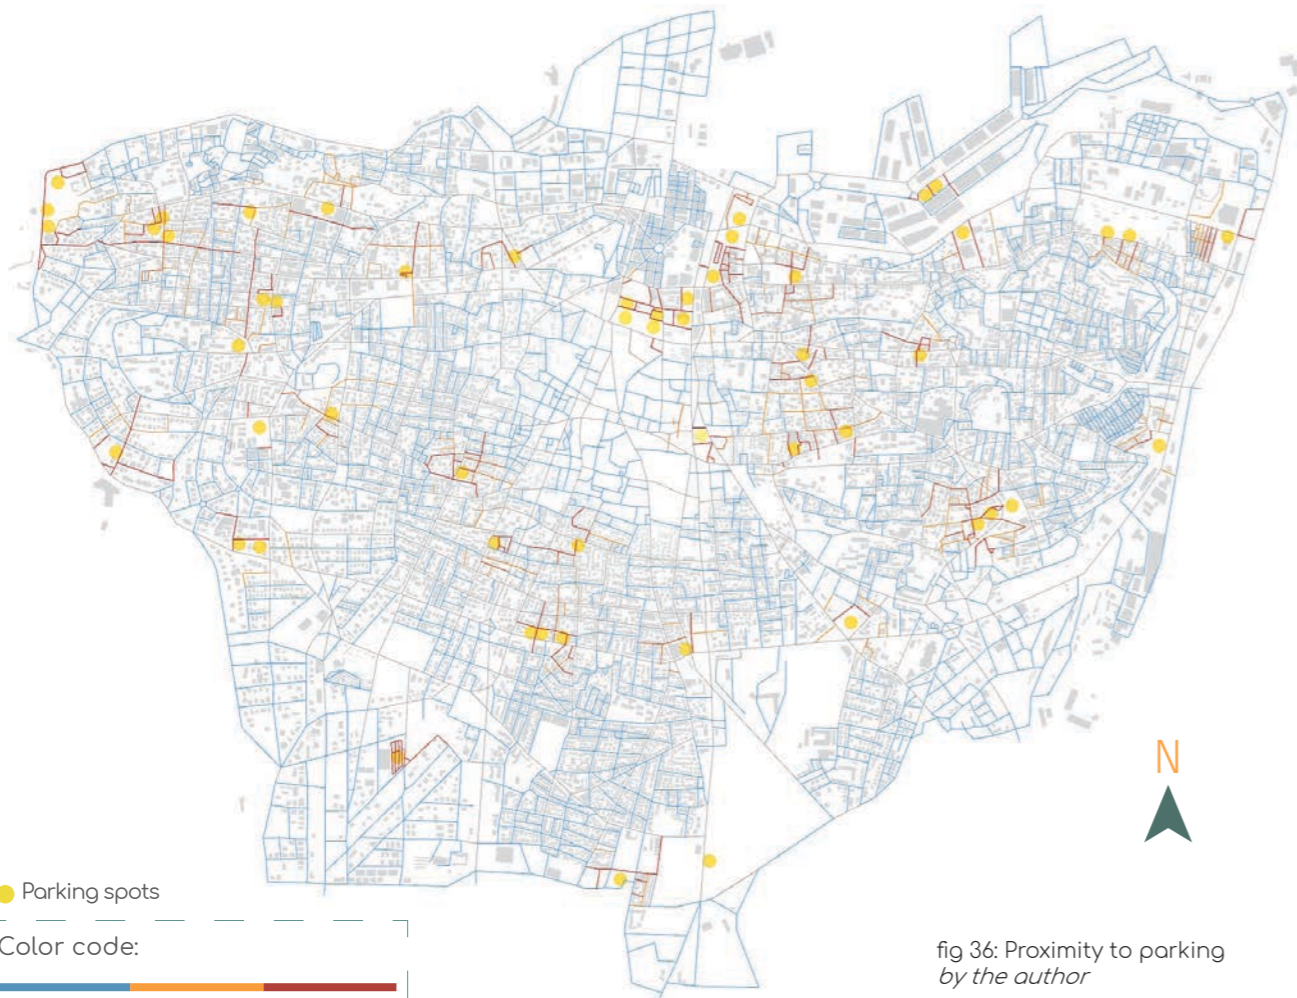 N
Parking spots
Color code:
fig 36: Proximity to parking
by the author